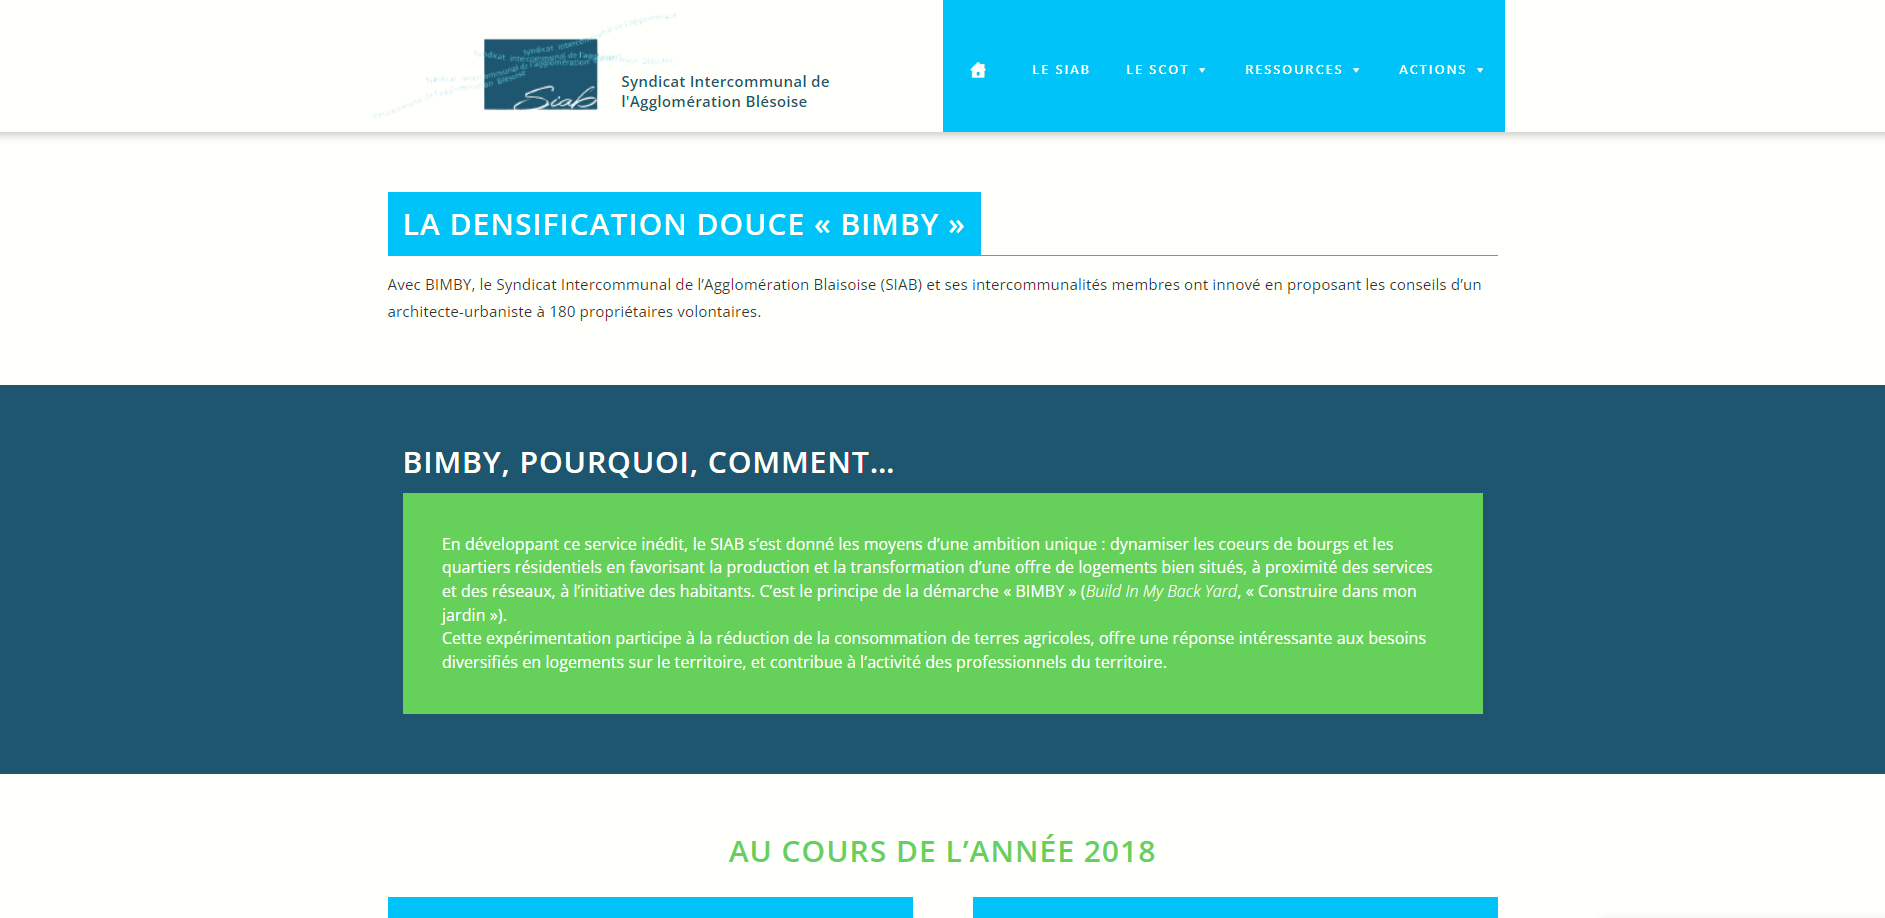 Syndicat intercommunal de l'agglomération Blésoise
Siab
Syndicat Intercommunal de
l'Agglomération Blésoise
LE SIAB
LE SCOT
RESSOURCES
ACTIONS
LA DENSIFICATION DOUCE « BIMBY »
Avec BIMBY, le Syndicat Intercommunal de l’Agglomération Blaisoise (SIAB) et ses intercommunalités membres ont innové en proposant les conseils d’un
architecte-urbaniste à 180 propriétaires volontaires.
BIMBY, POURQUOI, COMMENT…
En développant ce service inédit, le SIAB s’est donné les moyens d’une ambition unique : dynamiser les coeurs de bourgs et les
quartiers résidentiels en favorisant la production et la transformation d’une offre de logements bien situés, à proximité des services
et des réseaux, à l’initiative des habitants. C’est le principe de la démarche « BIMBY » (Build In My Back Yard, « Construire dans mon
jardin »).
Cette expérimentation participe à la réduction de la consommation de terres agricoles, offre une réponse intéressante aux besoins
diversifiés en logements sur le territoire, et contribue à l’activité des professionnels du territoire.
AU COURS DE L’ANNÉE 2018